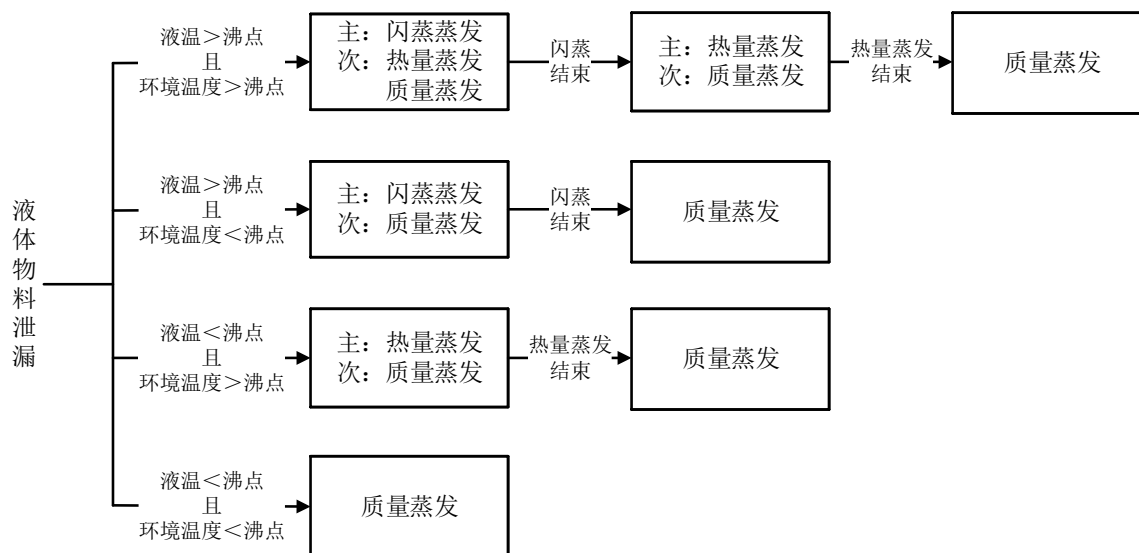 液体物料泄漏
液温＞沸点
且
环境温度＞沸点
主：闪蒸蒸发
次：热量蒸发
质量蒸发
闪蒸
结束
主：热量蒸发
次：质量蒸发
热量蒸发
结束
质量蒸发
液温＞沸点
且
环境温度＜沸点
主：闪蒸蒸发
次：质量蒸发
闪蒸
结束
质量蒸发
液温＜沸点
且
环境温度＞沸点
主：热量蒸发
次：质量蒸发
热量蒸发
结束
质量蒸发
液温＜沸点
且
环境温度＜沸点
质量蒸发